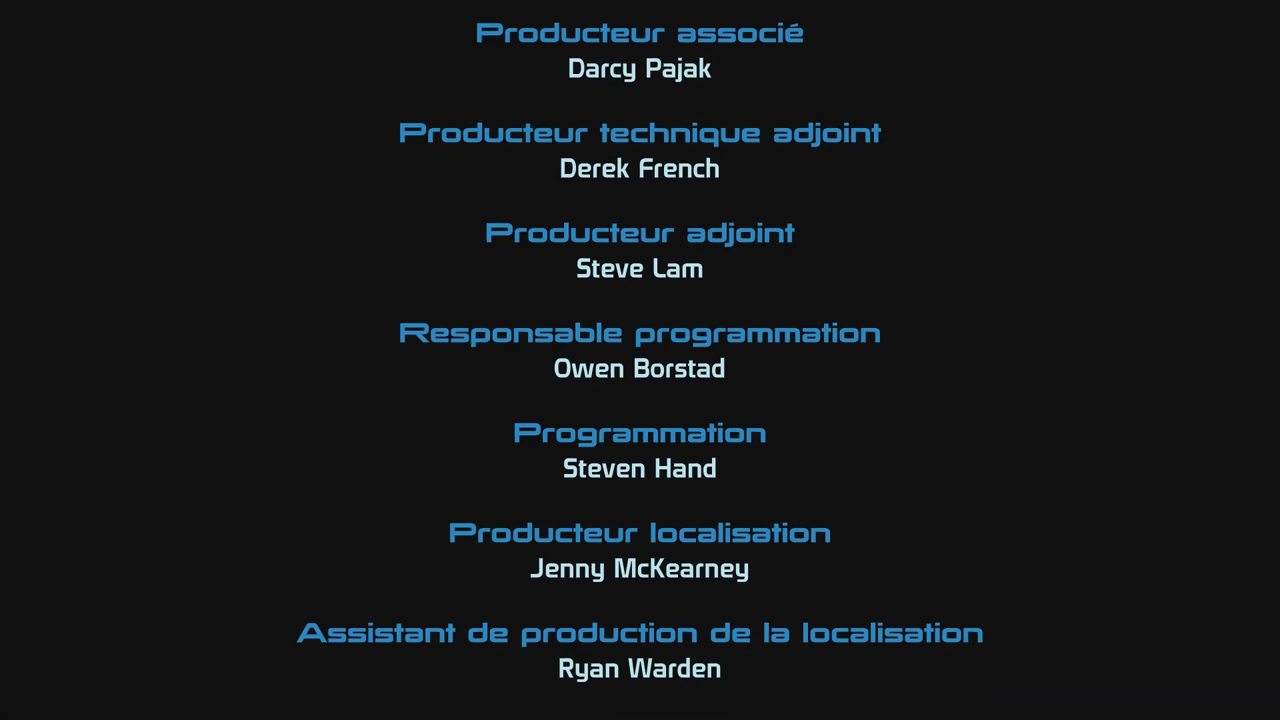 Producteur associé
Darcy Pajak
Producteur technique adjoint
Derek French
Producteur adjoint
Steve Lam
Responsable programmation
Owen Borstad
Programmation
Steven Hand
Producteur localisation
Jenny McKearney
Assistant de production de la localisation
Ryan Warden